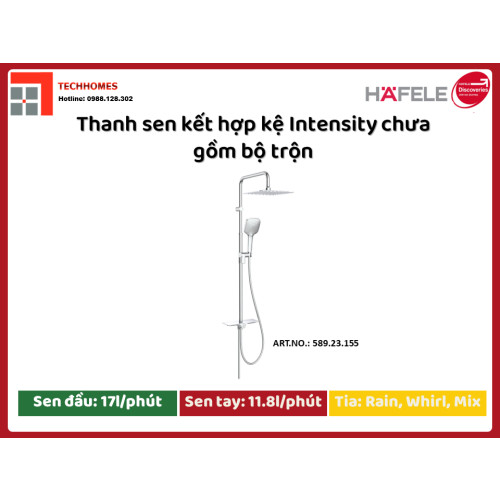 TECHHOMES
Hotline: 0988.128.302
HÄFELE
Häfele
Discoveries
Thanh sen kết hợp kệ Intensity chưa
gồm bộ trộn
ART.NO.: 589.23.155
Sen đầu: 17l/phút
Sen tay: 11.8l/phút
Tia: Rain, Whirl, Mix